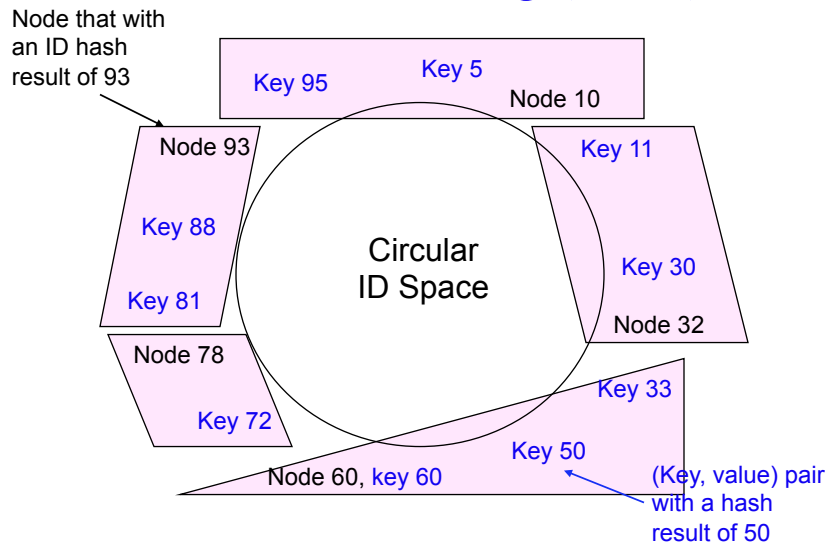 Node that with
an ID hash
result of 93
Key 95
Key 5
Node 10
Node 93
Key 11
Key 88
Key 30
Key 81
Node 32
Circular
ID Space
Node 78
Key 72
Key 33
Key 50
Node 60, key 60
(Key, value) pair
with a hash
result of 50